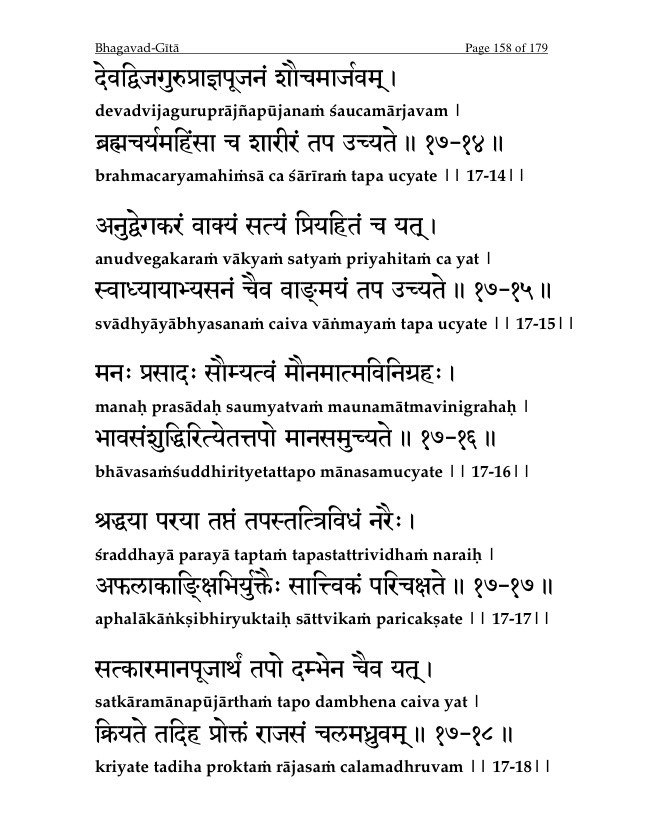 Bhagavad-Gītā Page 158 of 179
देवद्विजगुरुप्राज्ञपूजनं शौचमार्जवम् ।
devadvijaguruprājñapūjanaṁ śaucamārjavam |
ब्रह्मचर्यमहिंसा च शारीरं तप उच्यते ॥ १७-१४ ॥
brahmacaryamahiṁsā ca śārīraṁ tapa ucyate || 17-14||
अनुद्वेगकरं वाक्यं सत्यं प्रियहितं च यत् ।
anudvegakaraṁ vākyaṁ satyaṁ priyahitaṁ ca yat |
स्वाध्यायाभ्यसनं चैव वाङ्मयं तप उच्यते ॥ १७-१५ ॥
svādhyāyābhyasanaṁ caiva vāṅmayaṁ tapa ucyate || 17-15||
मनः प्रसादः सौम्यत्वं मौनमात्मविनिग्रहः ।
manaḥ prasādaḥ saumyatvaṁ maunamātmavinigrahaḥ |
भावसंशुद्धिरित्येतत्तपो मानसमुच्यते ॥ १७-१६ ॥
bhāvasaṁśuddhirityetattapo mānasamucyate || 17-16||
श्रद्धया परया तप्तं तपस्तत्त्रिविधं नरैः ।
śraddhayā parayā taptaṁ tapastattrividhaṁ naraiḥ |
अफलाकाङ्क्षिभिर्युक्तैः सात्त्विकं परिचक्षते ॥ १७-१७ ॥
aphalākāṅkṣibhiryuktaiḥ sāttvikaṁ paricakṣate || 17-17||
सत्कारमानपूजार्थं तपो दम्भेन चैव यत् ।
satkāramānapūjārthaṁ tapo dambhena caiva yat |
क्रियते तदिह प्रोक्तं राजसं चलमध्रुवम् ॥ १७-१८ ॥
kriyate tadiha proktaṁ rājasaṁ calamadhruvam || 17-18||